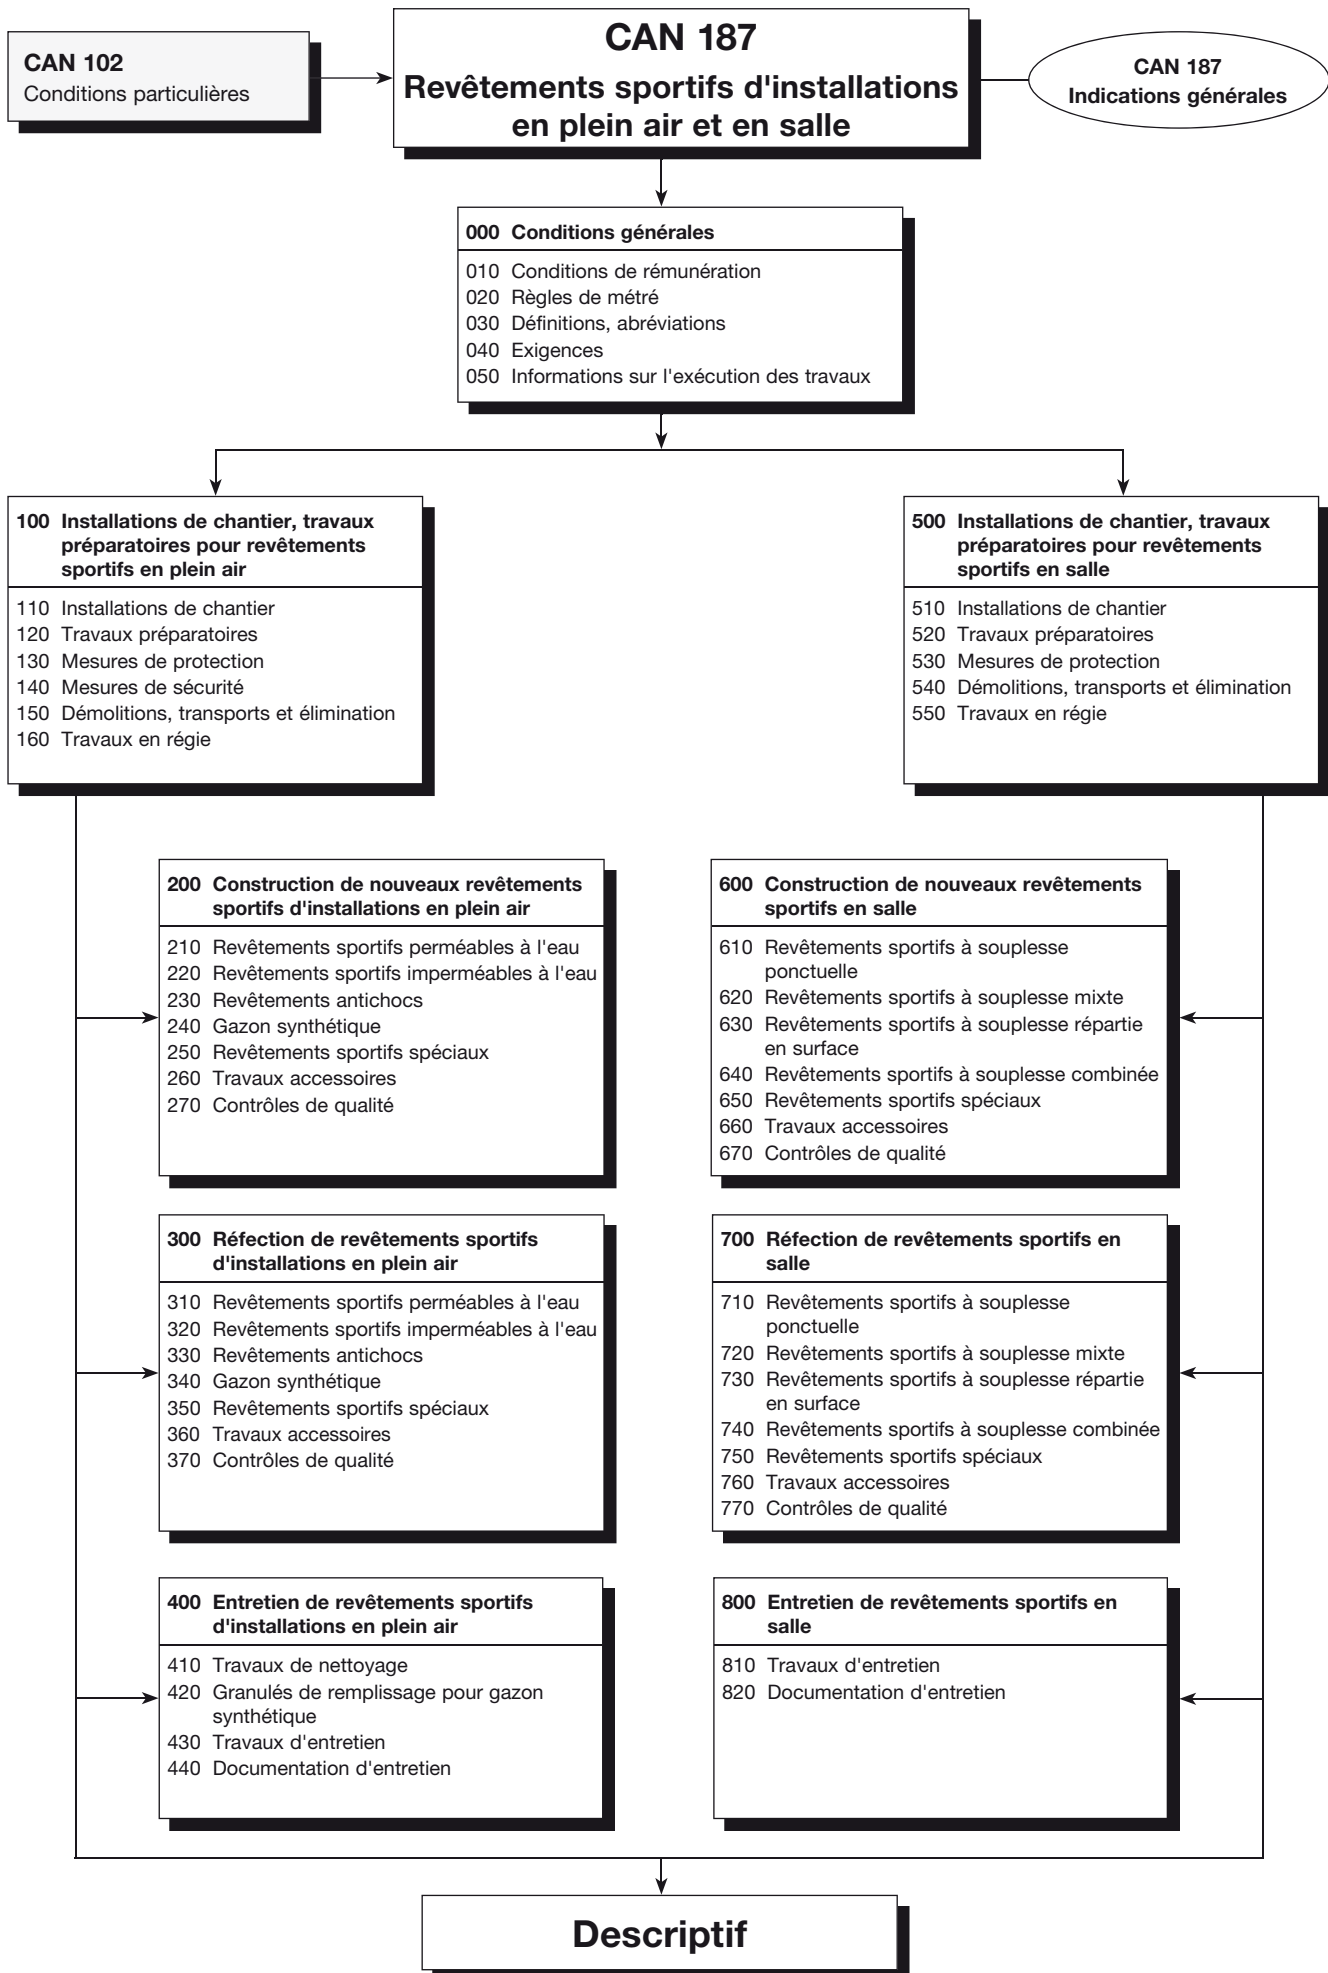 CAN 102
Conditions particulières
CAN 187
Revêtements sportifs d'installations
en plein air et en salle
CAN 187
Indications générales
000 Conditions générales
010 Conditions de rémunération
020 Règles de métré
030 Définitions, abréviations
040 Exigences
050 Informations sur l'exécution des travaux
100 Installations de chantier, travaux
préparatoires pour revêtements
sportifs en plein air
110 Installations de chantier
120 Travaux préparatoires
130 Mesures de protection
140 Mesures de sécurité
150 Démolitions, transports et élimination
160 Travaux en régie
500 Installations de chantier, travaux
préparatoires pour revêtements
sportifs en salle
510 Installations de chantier
520 Travaux préparatoires
530 Mesures de protection
540 Démolitions, transports et élimination
550 Travaux en régie
200 Construction de nouveaux revêtements
sportifs d'installations en plein air
210 Revêtements sportifs perméables à l'eau
220 Revêtements sportifs imperméables à l'eau
230 Revêtements antichocs
240 Gazon synthétique
250 Revêtements sportifs spéciaux
260 Travaux accessoires
270 Contrôles de qualité
600 Construction de nouveaux revêtements
sportifs en salle
610 Revêtements sportifs à souplesse
ponctuelle
620 Revêtements sportifs à souplesse mixte
630 Revêtements sportifs à souplesse répartie
en surface
640 Revêtements sportifs à souplesse combinée
650 Revêtements sportifs spéciaux
660 Travaux accessoires
670 Contrôles de qualité
300 Réfection de revêtements sportifs
d'installations en plein air
310 Revêtements sportifs perméables à l'eau
320 Revêtements sportifs imperméables à l'eau
330 Revêtements antichocs
340 Gazon synthétique
350 Revêtements sportifs spéciaux
360 Travaux accessoires
370 Contrôles de qualité
700 Réfection de revêtements sportifs en
salle
710 Revêtements sportifs à souplesse
ponctuelle
720 Revêtements sportifs à souplesse mixte
730 Revêtements sportifs à souplesse répartie
en surface
740 Revêtements sportifs à souplesse combinée
750 Revêtements sportifs spéciaux
760 Travaux accessoires
770 Contrôles de qualité
400 Entretien de revêtements sportifs
d'installations en plein air
410 Travaux de nettoyage
420 Granulés de remplissage pour gazon
synthétique
430 Travaux d'entretien
440 Documentation d'entretien
800 Entretien de revêtements sportifs en
salle
810 Travaux d'entretien
820 Documentation d'entretien
Descriptif